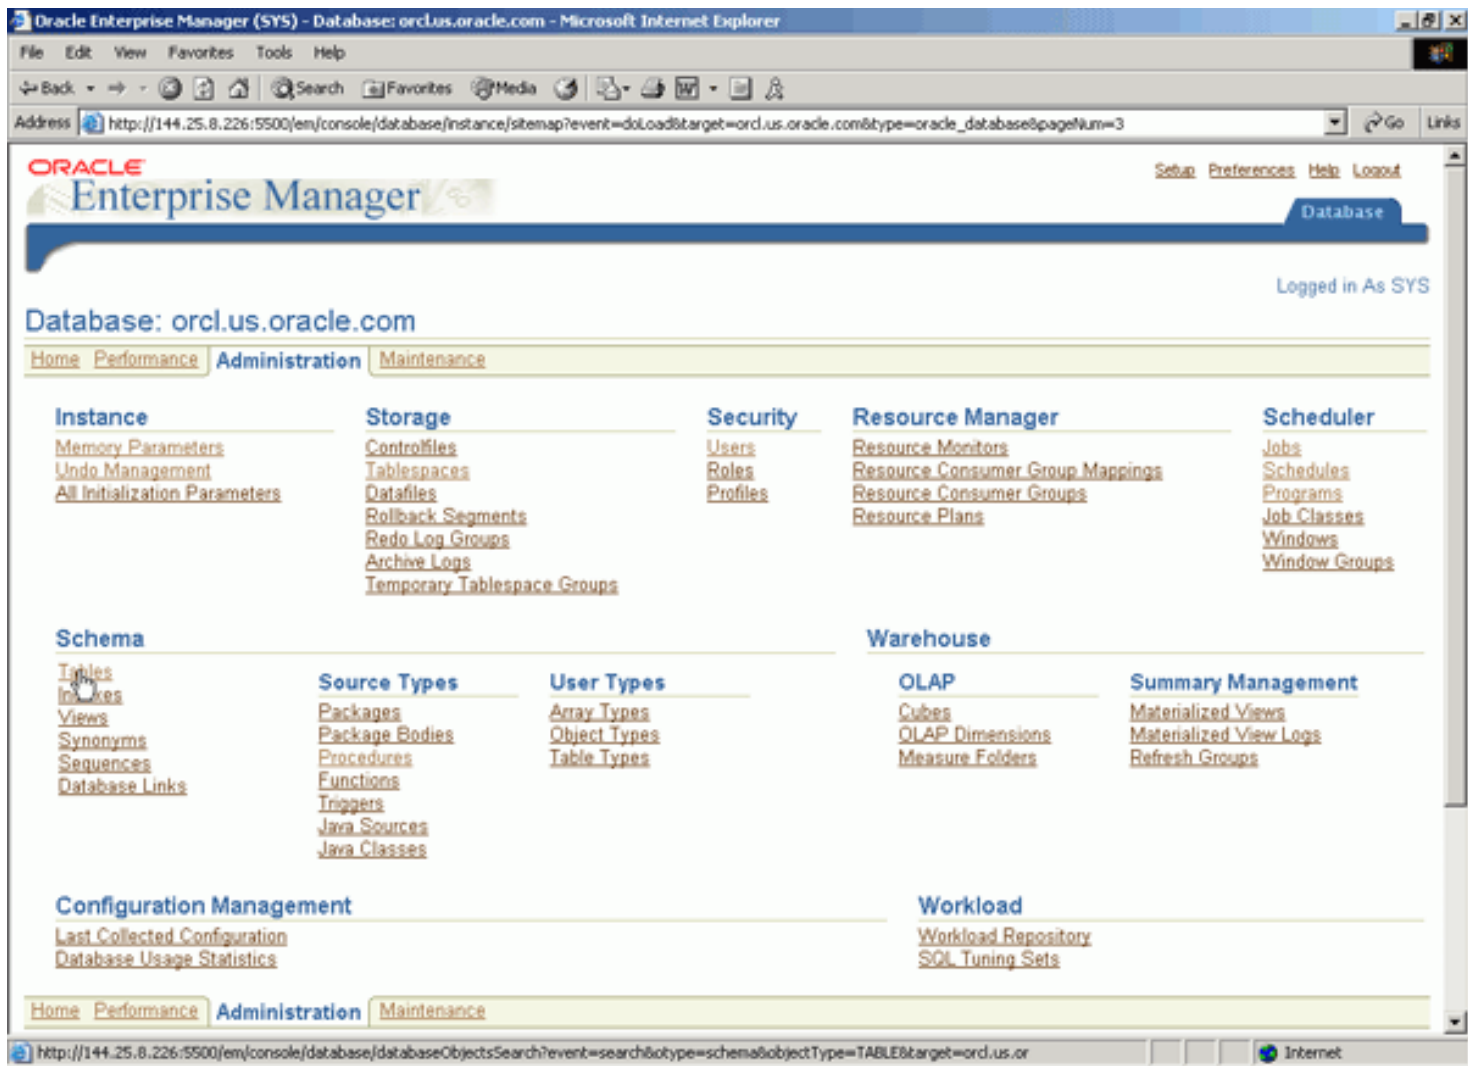 Oracle Enterprise Manager (SYS) - Database: orcl.us.oracle.com - Microsoft Internet Explorer
File Edit View Favorites Tools Help
Back Search Favorites Media
Address http://144.25.8.226:5500/em/console/database/instance/sitemap?event=doLoad&target=orcl.us.oracle.com&type=oracle_database&pageNum=3 Go Links
ORACLE
Enterprise Manager
Setup Preferences Help Logout
Database
Logged in As SYS
Database: orcl.us.oracle.com
Home Performance Administration Maintenance
Instance
Memory Parameters
Undo Management
All Initialization Parameters
Storage
Controlfiles
Tablespaces
Datafiles
Rollback Segments
Redo Log Groups
Archive Logs
Temporary Tablespace Groups
Security
Users
Roles
Profiles
Resource Manager
Resource Monitors
Resource Consumer Group Mappings
Resource Consumer Groups
Resource Plans
Scheduler
Jobs
Schedules
Programs
Job Classes
Windows
Window Groups
Schema
Tables
Indexes
Views
Synonyms
Sequences
Database Links
Source Types
Packages
Package Bodies
Procedures
Functions
Triggers
Java Sources
Java Classes
User Types
Array Types
Object Types
Table Types
Warehouse
OLAP
Cubes
OLAP Dimensions
Measure Folders
Summary Management
Materialized Views
Materialized View Logs
Refresh Groups
Configuration Management
Last Collected Configuration
Database Usage Statistics
Workload
Workload Repository
SQL Tuning Sets
Home Performance Administration Maintenance
http://144.25.8.226:5500/em/console/database/databaseObjectsSearch?event=search&otype=schema&objectType=TABLE&target=orcl.us.or Internet